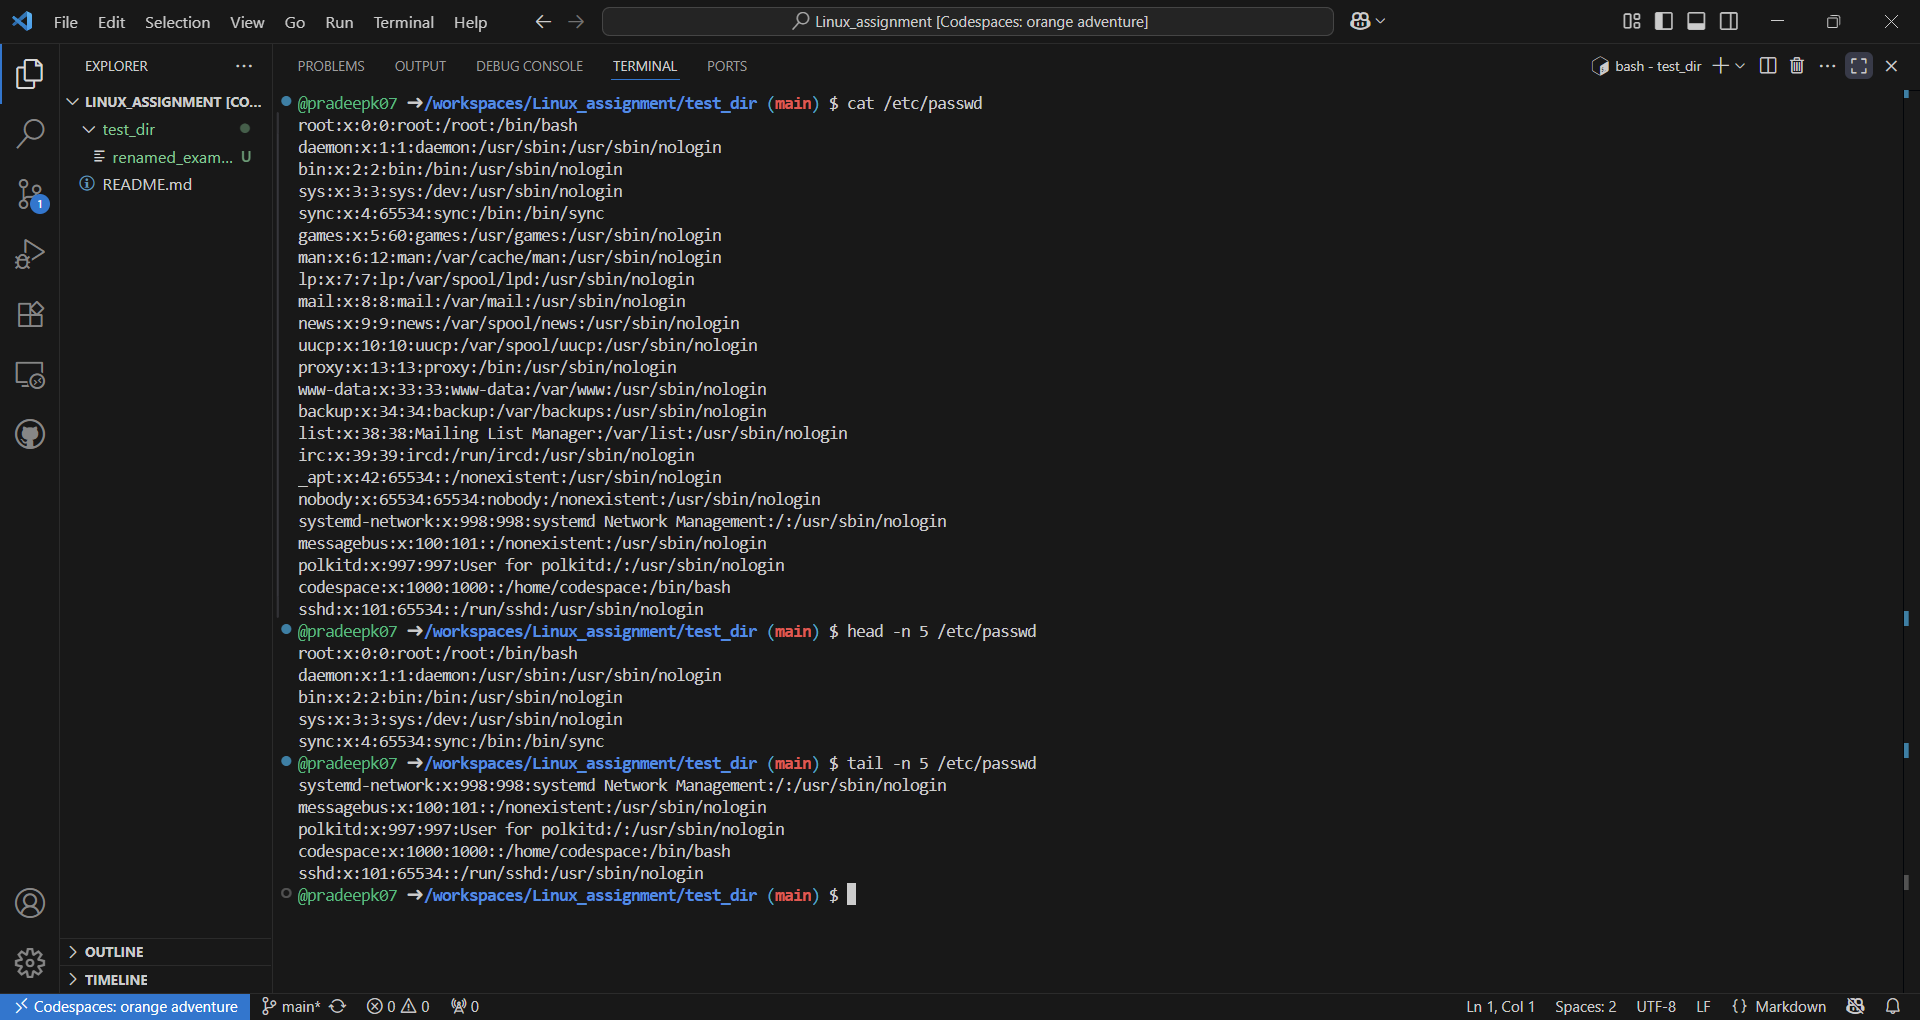 File Edit Selection View Go Run Terminal Help
Linux_assignment [Codespaces: orange adventure]
EXPLORER
LINUX_ASSIGNMENT [CO...
test_dir
renamed_exam... U
README.md
1
PROBLEMS OUTPUT DEBUG CONSOLE TERMINAL PORTS
bash - test_dir
@pradeepk07 ➜/workspaces/Linux_assignment/test_dir (main) $ cat /etc/passwd
root:x:0:0:root:/root:/bin/bash
daemon:x:1:1:daemon:/usr/sbin:/usr/sbin/nologin
bin:x:2:2:bin:/bin:/usr/sbin/nologin
sys:x:3:3:sys:/dev:/usr/sbin/nologin
sync:x:4:65534:sync:/bin:/bin/sync
games:x:5:60:games:/usr/games:/usr/sbin/nologin
man:x:6:12:man:/var/cache/man:/usr/sbin/nologin
lp:x:7:7:lp:/var/spool/lpd:/usr/sbin/nologin
mail:x:8:8:mail:/var/mail:/usr/sbin/nologin
news:x:9:9:news:/var/spool/news:/usr/sbin/nologin
uucp:x:10:10:uucp:/var/spool/uucp:/usr/sbin/nologin
proxy:x:13:13:proxy:/bin:/usr/sbin/nologin
www-data:x:33:33:www-data:/var/www:/usr/sbin/nologin
backup:x:34:34:backup:/var/backups:/usr/sbin/nologin
list:x:38:38:Mailing List Manager:/var/list:/usr/sbin/nologin
irc:x:39:39:ircd:/run/ircd:/usr/sbin/nologin
_apt:x:42:65534::/nonexistent:/usr/sbin/nologin
nobody:x:65534:65534:nobody:/nonexistent:/usr/sbin/nologin
systemd-network:x:998:998:systemd Network Management:/:/usr/sbin/nologin
messagebus:x:100:101::/nonexistent:/usr/sbin/nologin
polkitd:x:997:997:User for polkitd:/:/usr/sbin/nologin
codespace:x:1000:1000::/home/codespace:/bin/bash
sshd:x:101:65534::/run/sshd:/usr/sbin/nologin
@pradeepk07 ➜/workspaces/Linux_assignment/test_dir (main) $ head -n 5 /etc/passwd
root:x:0:0:root:/root:/bin/bash
daemon:x:1:1:daemon:/usr/sbin:/usr/sbin/nologin
bin:x:2:2:bin:/bin:/usr/sbin/nologin
sys:x:3:3:sys:/dev:/usr/sbin/nologin
sync:x:4:65534:sync:/bin:/bin/sync
@pradeepk07 ➜/workspaces/Linux_assignment/test_dir (main) $ tail -n 5 /etc/passwd
systemd-network:x:998:998:systemd Network Management:/:/usr/sbin/nologin
messagebus:x:100:101::/nonexistent:/usr/sbin/nologin
polkitd:x:997:997:User for polkitd:/:/usr/sbin/nologin
codespace:x:1000:1000::/home/codespace:/bin/bash
sshd:x:101:65534::/run/sshd:/usr/sbin/nologin
@pradeepk07 ➜/workspaces/Linux_assignment/test_dir (main) $
OUTLINE
TIMELINE
Codespaces: orange adventure main* 0 0 0 Ln 1, Col 1 Spaces: 2 UTF-8 LF {} Markdown